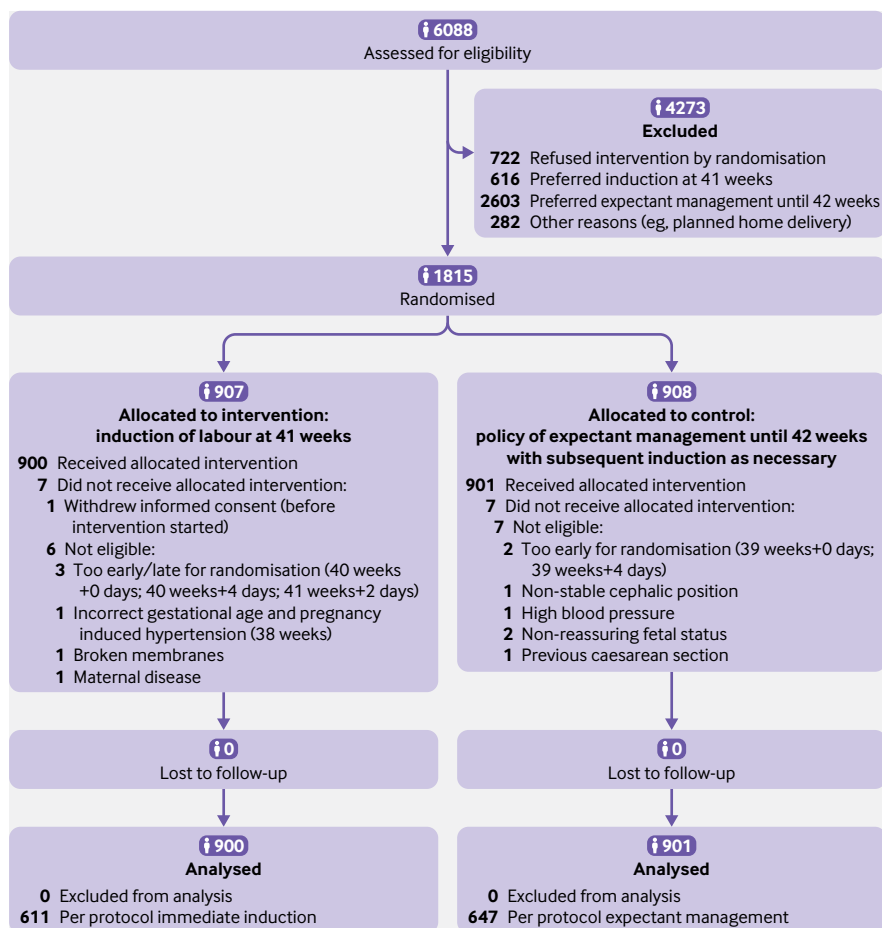 6088
Assessed for eligibility
4273
Excluded
722 Refused intervention by randomisation
616 Preferred induction at 41 weeks
2603 Preferred expectant management until 42 weeks
282 Other reasons (eg, planned home delivery)
1815
Randomised
907
Allocated to intervention:
induction of labour at 41 weeks
900 Received allocated intervention
7 Did not receive allocated intervention:
1 Withdrew informed consent (before
intervention started)
6 Not eligible:
3 Too early/late for randomisation (40 weeks
+0 days; 40 weeks+4 days; 41 weeks+2 days)
1 Incorrect gestational age and pregnancy
induced hypertension (38 weeks)
1 Broken membranes
1 Maternal disease
908
Allocated to control:
policy of expectant management until 42 weeks
with subsequent induction as necessary
901 Received allocated intervention
7 Did not receive allocated intervention:
7 Not eligible:
2 Too early for randomisation (39 weeks+0 days;
39 weeks+4 days)
1 Non-stable cephalic position
1 High blood pressure
2 Non-reassuring fetal status
1 Previous caesarean section
0
Lost to follow-up
0
Lost to follow-up
900
Analysed
0 Excluded from analysis
611 Per protocol immediate induction
901
Analysed
0 Excluded from analysis
647 Per protocol expectant management